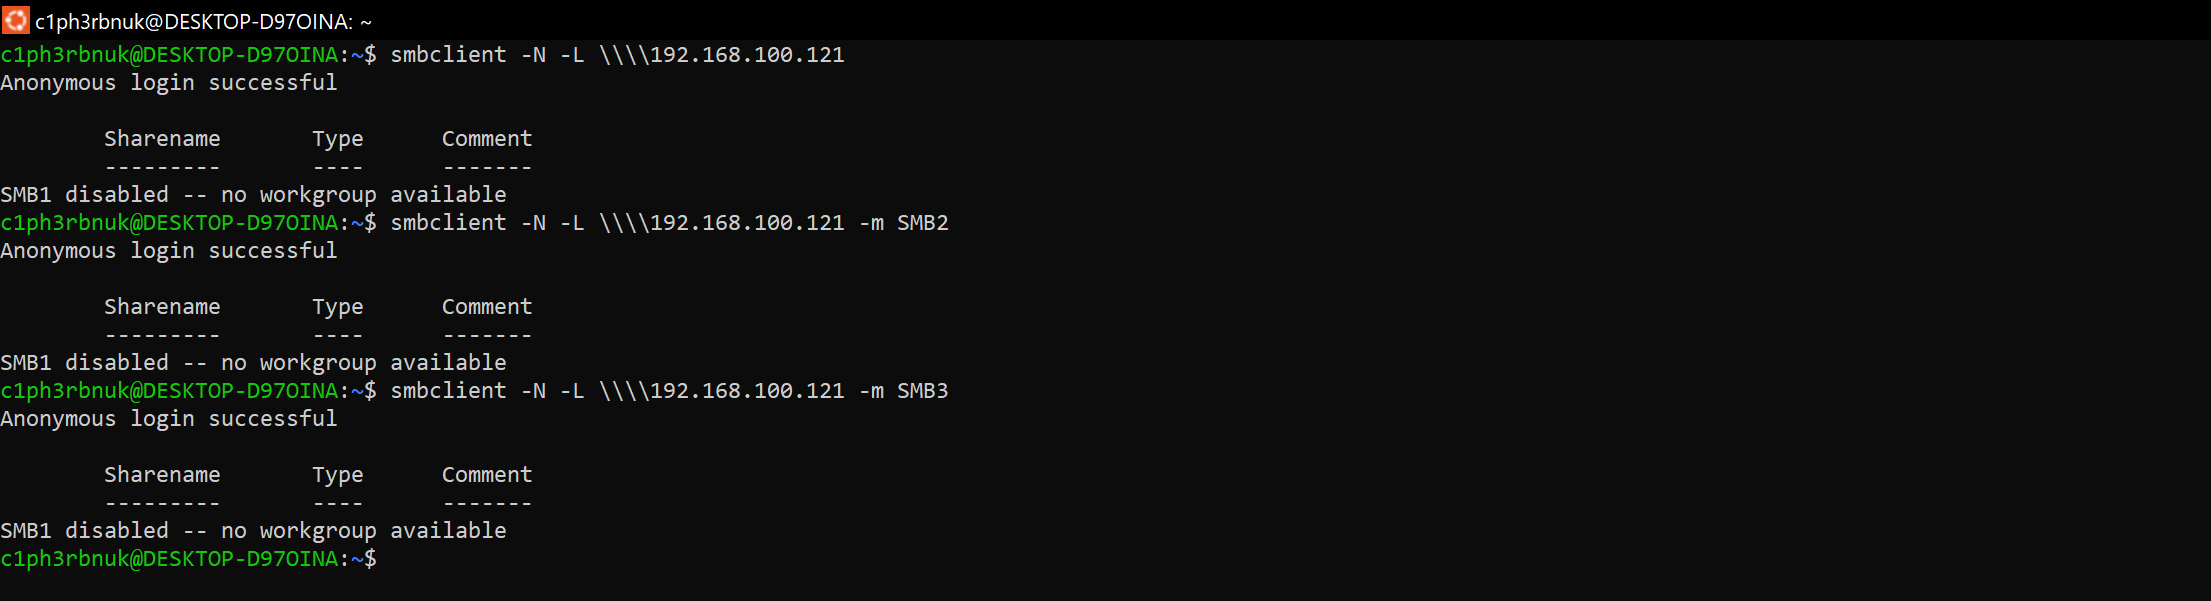 c1ph3rbnuk@DESKTOP-D97OINA: ~
c1ph3rbnuk@DESKTOP-D97OINA:~$ smbclient -N -L \\\\192.168.100.121
Anonymous login successful
Sharename Type Comment
--------- ---- -------
SMB1 disabled -- no workgroup available
c1ph3rbnuk@DESKTOP-D97OINA:~$ smbclient -N -L \\\\192.168.100.121 -m SMB2
Anonymous login successful
Sharename Type Comment
--------- ---- -------
SMB1 disabled -- no workgroup available
c1ph3rbnuk@DESKTOP-D97OINA:~$ smbclient -N -L \\\\192.168.100.121 -m SMB3
Anonymous login successful
Sharename Type Comment
--------- ---- -------
SMB1 disabled -- no workgroup available
c1ph3rbnuk@DESKTOP-D97OINA:~$